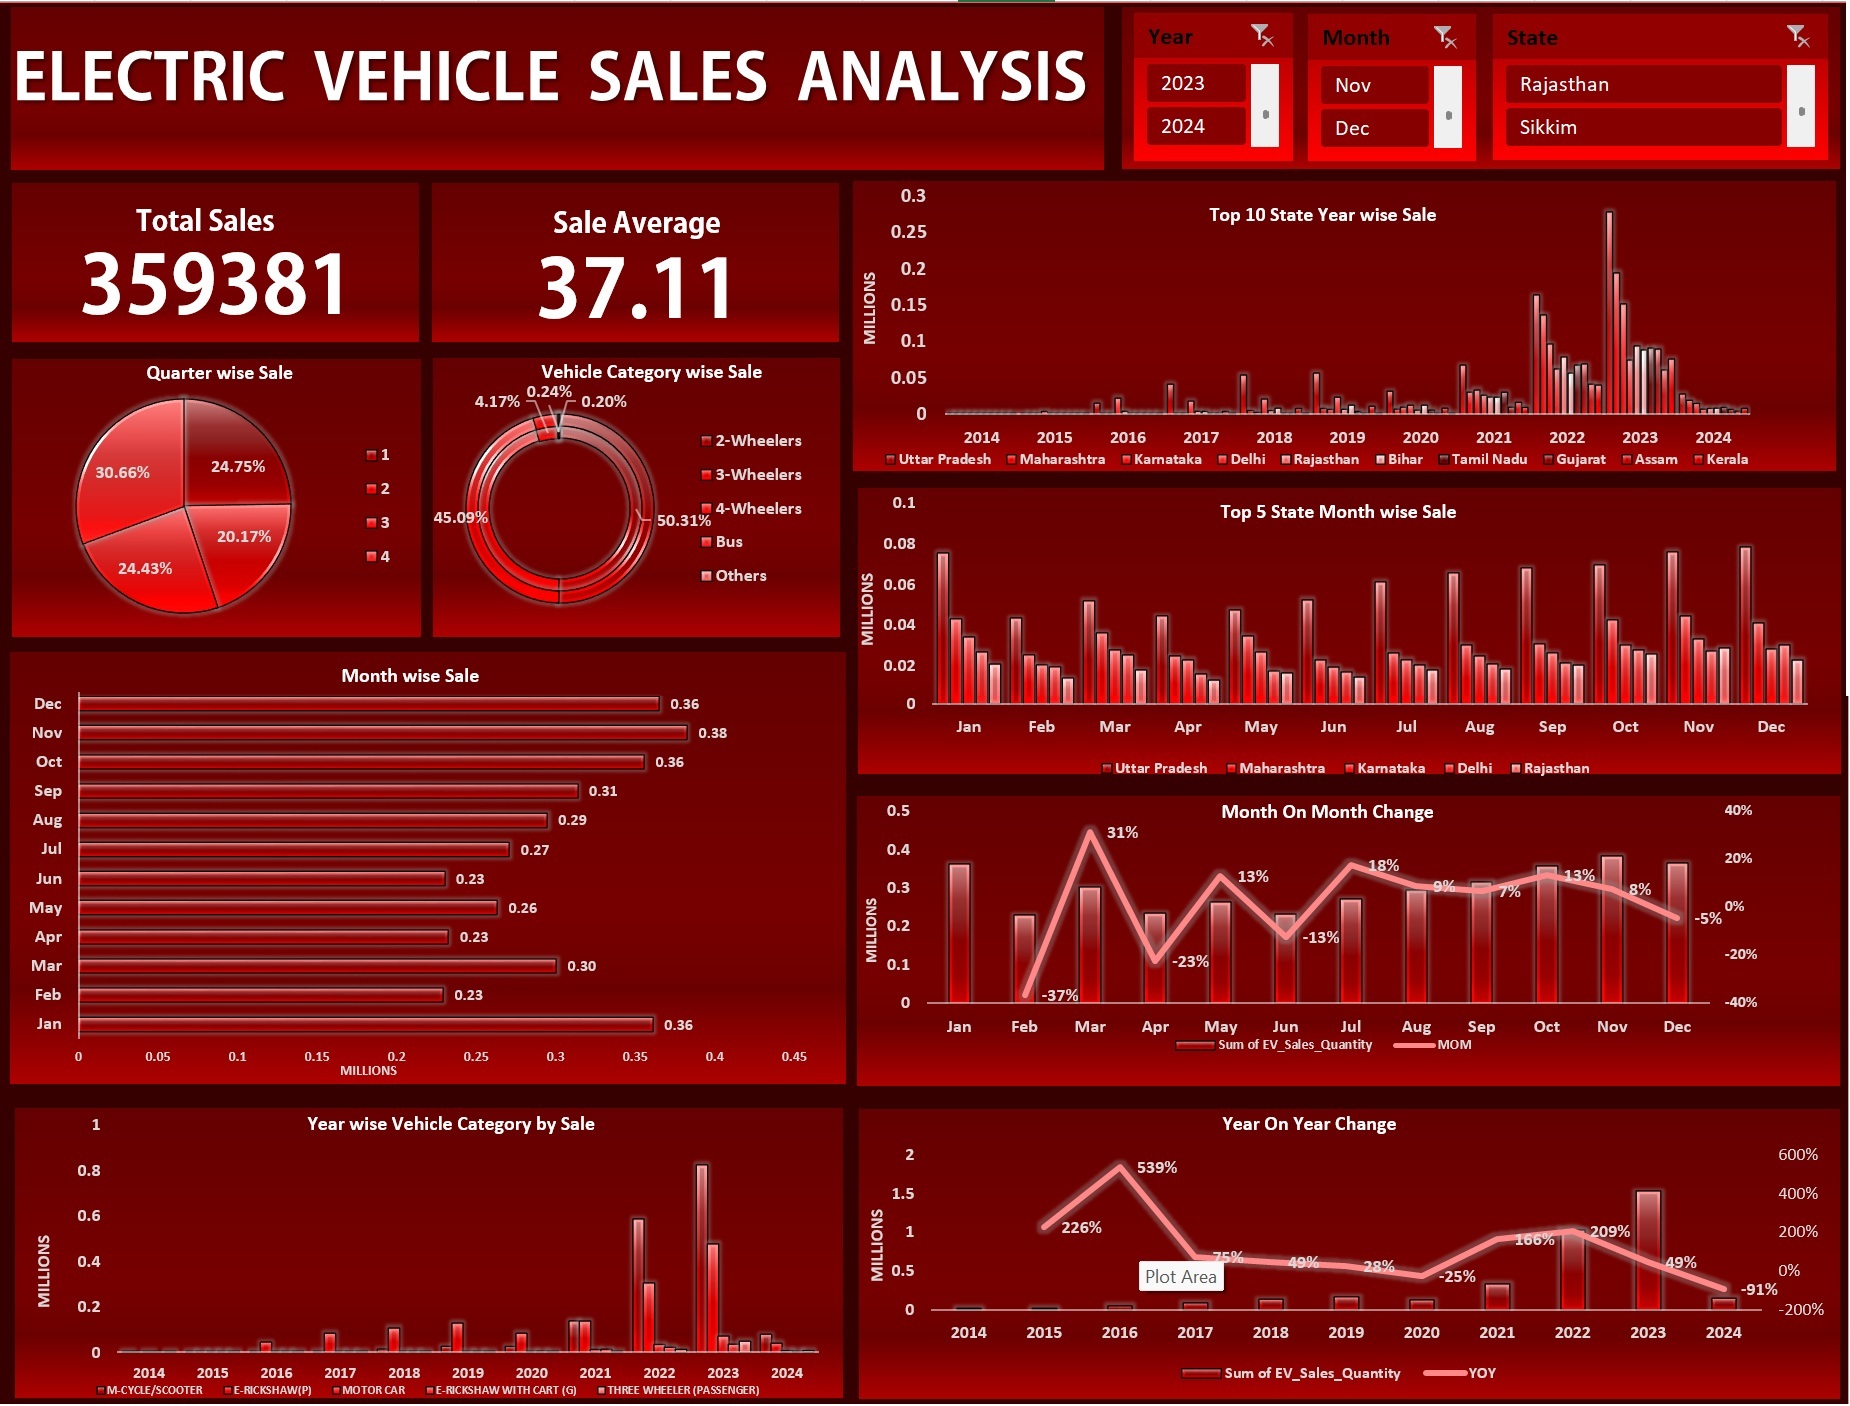 ELECTRIC VEHICLE SALES ANALYSIS
Year
2023
2024
Month
Nov
Dec
State
Rajasthan
Sikkim
Total Sales
359381
Sale Average
37.11
Quarter wise Sale
30.66%
24.75%
20.17%
24.43%
1
2
3
4
Vehicle Category wise Sale
4.17%
0.24%
0.20%
45.09%
50.31%
2-Wheelers
3-Wheelers
4-Wheelers
Bus
Others
Top 10 State Year wise Sale
MILLIONS
0.3
0.25
0.2
0.15
0.1
0.05
0
2014 2015 2016 2017 2018 2019 2020 2021 2022 2023 2024
Uttar Pradesh Maharashtra Karnataka Delhi Rajasthan Bihar Tamil Nadu Gujarat Assam Kerala
Top 5 State Month wise Sale
MILLIONS
0.1
0.08
0.06
0.04
0.02
0
Jan Feb Mar Apr May Jun Jul Aug Sep Oct Nov Dec
Uttar Pradesh Maharashtra Karnataka Delhi Rajasthan
Month wise Sale
Dec 0.36
Nov 0.38
Oct 0.36
Sep 0.31
Aug 0.29
Jul 0.27
Jun 0.23
May 0.26
Apr 0.23
Mar 0.30
Feb 0.23
Jan 0.36
0 0.05 0.1 0.15 0.2 0.25 0.3 0.35 0.4 0.45
MILLIONS
Month On Month Change
MILLIONS
0.5
0.4
0.3
0.2
0.1
0
40%
20%
0%
-20%
-40%
-37%
31%
-23%
13%
-13%
18%
9%
7%
13%
8%
-5%
Jan Feb Mar Apr May Jun Jul Aug Sep Oct Nov Dec
Sum of EV_Sales_Quantity MOM
Year wise Vehicle Category by Sale
MILLIONS
1
0.8
0.6
0.4
0.2
0
2014 2015 2016 2017 2018 2019 2020 2021 2022 2023 2024
M-CYCLE/SCOOTER E-RICKSHAW(P) MOTOR CAR E-RICKSHAW WITH CART (G) THREE WHEELER (PASSENGER)
Year On Year Change
MILLIONS
2
1.5
1
0.5
0
600%
400%
200%
0%
-200%
226%
539%
75%
49%
28%
-25%
166%
209%
49%
-91%
Plot Area
2014 2015 2016 2017 2018 2019 2020 2021 2022 2023 2024
Sum of EV_Sales_Quantity YOY